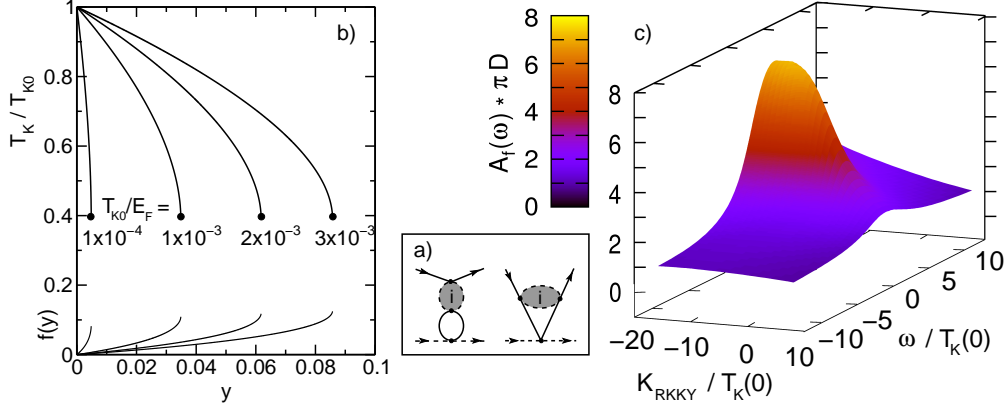 b)
1
0.8
0.6
0.4
0.2
0
T_K / T_K0
f(y)
T_K0/E_F =
1x10⁻⁴ 1x10⁻³ 2x10⁻³ 3x10⁻³
0 0.02 0.04 0.06 0.08 0.1
y
8
6
4
2
0
A_f(ω) * π D
a)
i i
c)
8
6
5
4
2
1
0
-20 -10 0 10
K_RKKY / T_K(0)
-10 -5 0 5 10
ω / T_K(0)